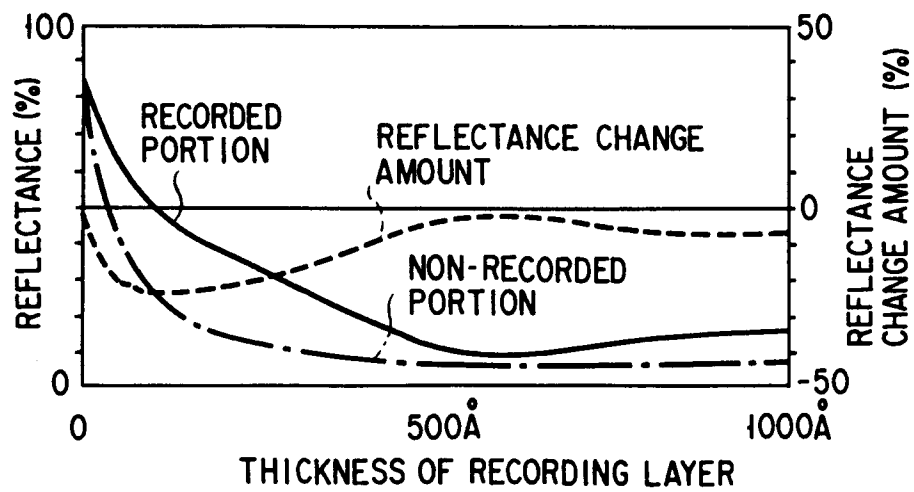 100
50
RECORDED
PORTION
REFLECTANCE CHANGE
AMOUNT
REFLECTANCE (%)
0
REFLECTANCE
CHANGE AMOUNT (%)
NON-RECORDED
PORTION
0
-50
0
500Å
1000Å
THICKNESS OF RECORDING LAYER